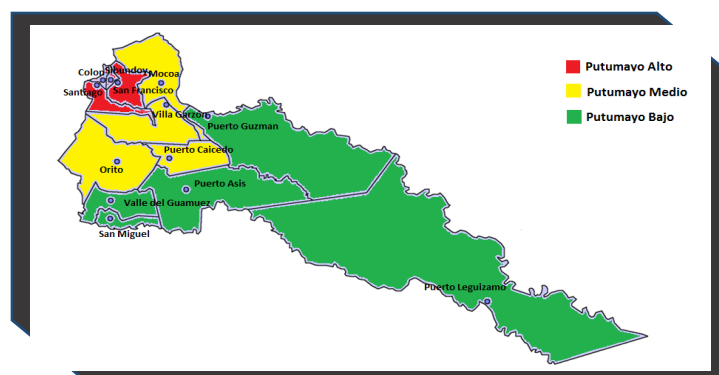 Putumayo Alto
Putumayo Medio
Putumayo Bajo
Colon
Sibundoy
Mocoa
Santiago
San Francisco
Villa Garzon
Puerto Guzman
Puerto Caicedo
Orito
Puerto Asis
Valle del Guamuez
San Miguel
Puerto Leguizamo